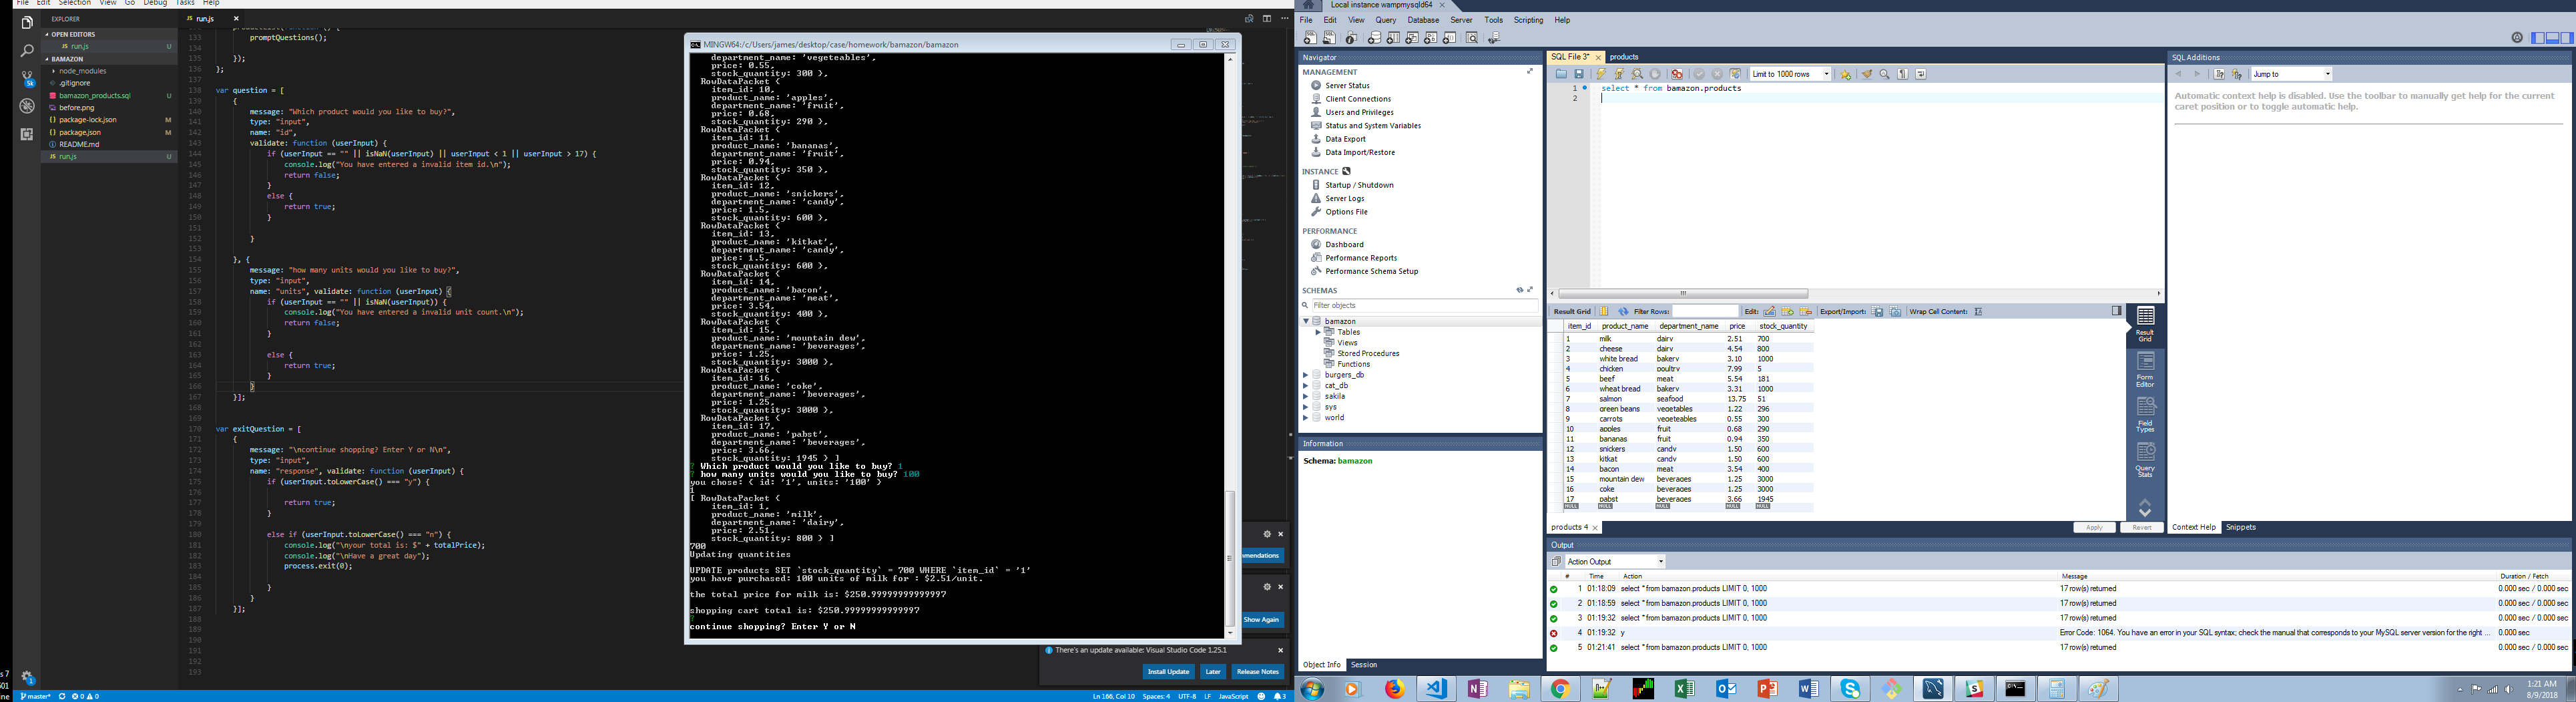 File Edit Selection View Go Debug Tasks Help
EXPLORER
OPEN EDITORS
JS run.js U
BAMAZON
node_modules
.gitignore
bamazon_products.sql U
before.png
package-lock.json M
package.json M
README.md
JS run.js U
JS run.js ×
promptQuestions();
134
135 });
136 };
137
138 var question = [
139 {
140 message: "Which product would you like to buy?",
141 type: "input",
142 name: "id",
143 validate: function (userInput) {
144 if (userInput == "" || isNaN(userInput) || userInput < 1 || userInput > 17) {
145 console.log("You have entered a invalid item id.\n");
146 return false;
147 }
148 else {
149 return true;
150 }
151
152 }
153
154 }, {
155 message: "how many units would you like to buy?",
156 type: "input",
157 name: "units", validate: function (userInput) {
158 if (userInput == "" || isNaN(userInput)) {
159 console.log("You have entered a invalid unit count.\n");
160 return false;
161 }
162
163 else {
164 return true;
165 }
166 }
167 }];
168
169
170 var exitQuestion = [
171 {
172 message: "\ncontinue shopping? Enter Y or N\n",
173 type: "input",
174 name: "response", validate: function (userInput) {
175 if (userInput.toLowerCase() === "y") {
176
177 return true;
178 }
179
180 else if (userInput.toLowerCase() === "n") {
181 console.log("\nyour total is: $" + totalPrice);
182 console.log("\nHave a great day");
183 process.exit(0);
184
185 }
186 }
187 }];
188
189
190
191
192
193
MINGW64:/c/Users/james/desktop/case/homework/bamazon/bamazon
department_name: 'vegeteables',
price: 0.55,
stock_quantity: 300 },
RowDataPacket {
item_id: 10,
product_name: 'apples',
department_name: 'fruit',
price: 0.68,
stock_quantity: 290 },
RowDataPacket {
item_id: 11,
product_name: 'bananas',
department_name: 'fruit',
price: 0.94,
stock_quantity: 350 },
RowDataPacket {
item_id: 12,
product_name: 'snickers',
department_name: 'candy',
price: 1.5,
stock_quantity: 600 },
RowDataPacket {
item_id: 13,
product_name: 'kitkat',
department_name: 'candy',
price: 1.5,
stock_quantity: 600 },
RowDataPacket {
item_id: 14,
product_name: 'bacon',
department_name: 'meat',
price: 3.54,
stock_quantity: 400 },
RowDataPacket {
item_id: 15,
product_name: 'mountain dew',
department_name: 'beverages',
price: 1.25,
stock_quantity: 3000 },
RowDataPacket {
item_id: 16,
product_name: 'coke',
department_name: 'beverages',
price: 1.25,
stock_quantity: 3000 },
RowDataPacket {
item_id: 17,
product_name: 'pabst',
department_name: 'beverages',
price: 3.66,
stock_quantity: 1945 } ]
? Which product would you like to buy? 1
? how many units would you like to buy? 100
you chose: { id: '1', units: '100' }
1
[ RowDataPacket {
item_id: 1,
product_name: 'milk',
department_name: 'dairy',
price: 2.51,
stock_quantity: 800 } ]
700
Updating quantities
UPDATE products SET `stock_quantity` = 700 WHERE `item_id` = '1'
you have purchased: 100 units of milk for : $2.51/unit.
the total price for milk is: $250.99999999999997
shopping cart total is: $250.99999999999997
?
continue shopping? Enter Y or N
mendations
Show Again
There's an update available: Visual Studio Code 1.25.1
Install Update Later Release Notes
s 7
601
ne
master* 0 0
Ln 166, Col 10 Spaces: 4 UTF-8 LF JavaScript 3
Local instance wampmysqld64 ×
File Edit View Query Database Server Tools Scripting Help
Navigator
MANAGEMENT
Server Status
Client Connections
Users and Privileges
Status and System Variables
Data Export
Data Import/Restore
INSTANCE
Startup / Shutdown
Server Logs
Options File
PERFORMANCE
Dashboard
Performance Reports
Performance Schema Setup
SCHEMAS
Filter objects
bamazon
Tables
Views
Stored Procedures
Functions
burgers_db
cat_db
sakila
sys
world
Information
Schema: bamazon
Object Info Session
SQL File 3* × products
Limit to 1000 rows
1 select * from bamazon.products
2
Result Grid Filter Rows: Edit: Export/Import: Wrap Cell Content:
item_id product_name department_name price stock_quantity
1 milk dairy 2.51 700
2 cheese dairy 4.54 800
3 white bread bakery 3.10 1000
4 chicken poultry 7.99 5
5 beef meat 5.54 181
6 wheat bread bakery 3.31 1000
7 salmon seafood 13.75 51
8 green beans vegetables 1.22 296
9 carrots vegeteables 0.55 300
10 apples fruit 0.68 290
11 bananas fruit 0.94 350
12 snickers candy 1.50 600
13 kitkat candy 1.50 600
14 bacon meat 3.54 400
15 mountain dew beverages 1.25 3000
16 coke beverages 1.25 3000
17 pabst beverages 3.66 1945
NULL NULL NULL NULL NULL
Result Grid
Form Editor
Field Types
Query Stats
products 4 × Apply Revert
SQL Additions
Jump to
Automatic context help is disabled. Use the toolbar to manually get help for the current
caret position or to toggle automatic help.
Context Help Snippets
Output
Action Output
# Time Action Message Duration / Fetch
1 01:18:09 select * from bamazon.products LIMIT 0, 1000 17 row(s) returned 0.000 sec / 0.000 sec
2 01:18:59 select * from bamazon.products LIMIT 0, 1000 17 row(s) returned 0.000 sec / 0.000 sec
3 01:19:32 select * from bamazon.products LIMIT 0, 1000 17 row(s) returned 0.000 sec / 0.000 sec
4 01:19:32 y Error Code: 1064. You have an error in your SQL syntax; check the manual that corresponds to your MySQL server version for the right ... 0.000 sec
5 01:21:41 select * from bamazon.products LIMIT 0, 1000 17 row(s) returned 0.000 sec / 0.000 sec
1:21 AM
8/9/2018